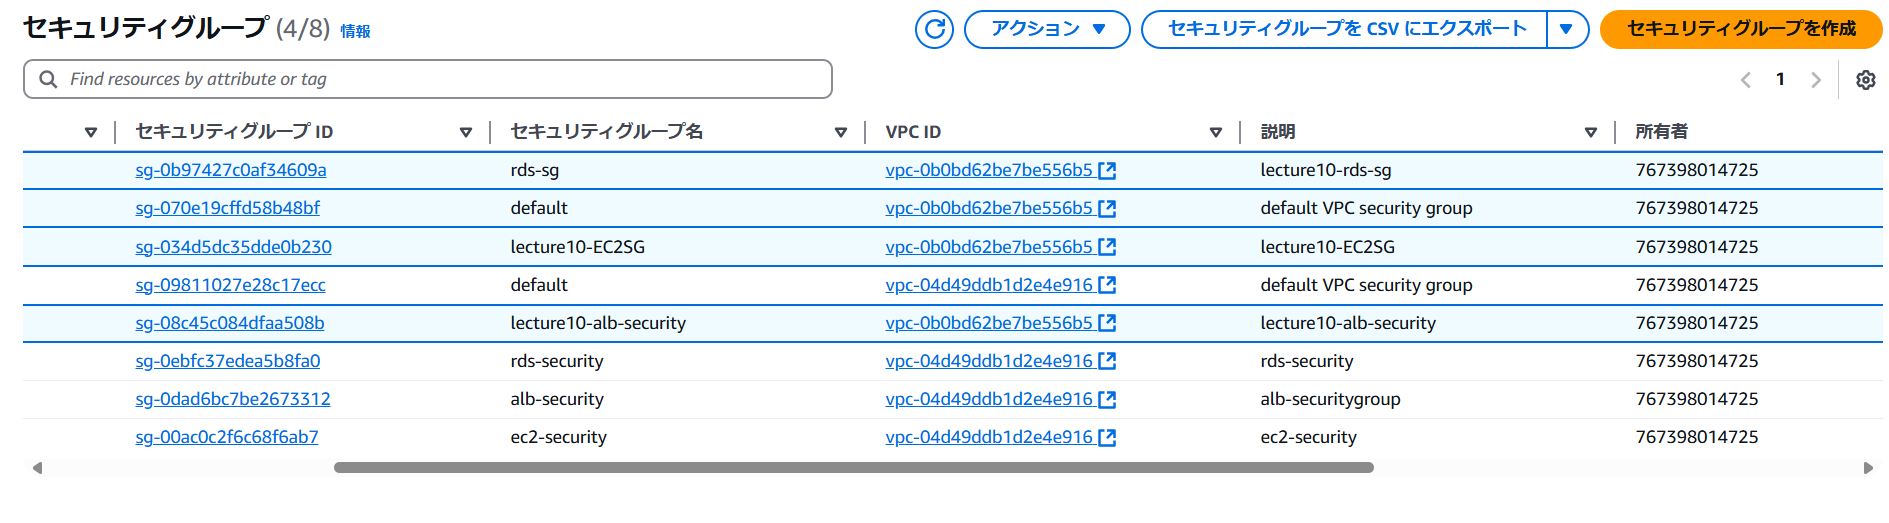 セキュリティグループ (4/8) 情報 アクション セキュリティグループを CSV にエクスポート セキュリティグループを作成
Find resources by attribute or tag 1
セキュリティグループ ID セキュリティグループ名 VPC ID 説明 所有者
sg-0b97427c0af34609a rds-sg vpc-0b0bd62be7be556b5 lecture10-rds-sg 767398014725
sg-070e19cffd58b48bf default vpc-0b0bd62be7be556b5 default VPC security group 767398014725
sg-034d5dc35dde0b230 lecture10-EC2SG vpc-0b0bd62be7be556b5 lecture10-EC2SG 767398014725
sg-09811027e28c17ecc default vpc-04d49ddb1d2e4e916 default VPC security group 767398014725
sg-08c45c084dfaa508b lecture10-alb-security vpc-0b0bd62be7be556b5 lecture10-alb-security 767398014725
sg-0ebfc37edea5b8fa0 rds-security vpc-04d49ddb1d2e4e916 rds-security 767398014725
sg-0dad6bc7be2673312 alb-security vpc-04d49ddb1d2e4e916 alb-securitygroup 767398014725
sg-00ac0c2f6c68f6ab7 ec2-security vpc-04d49ddb1d2e4e916 ec2-security 767398014725